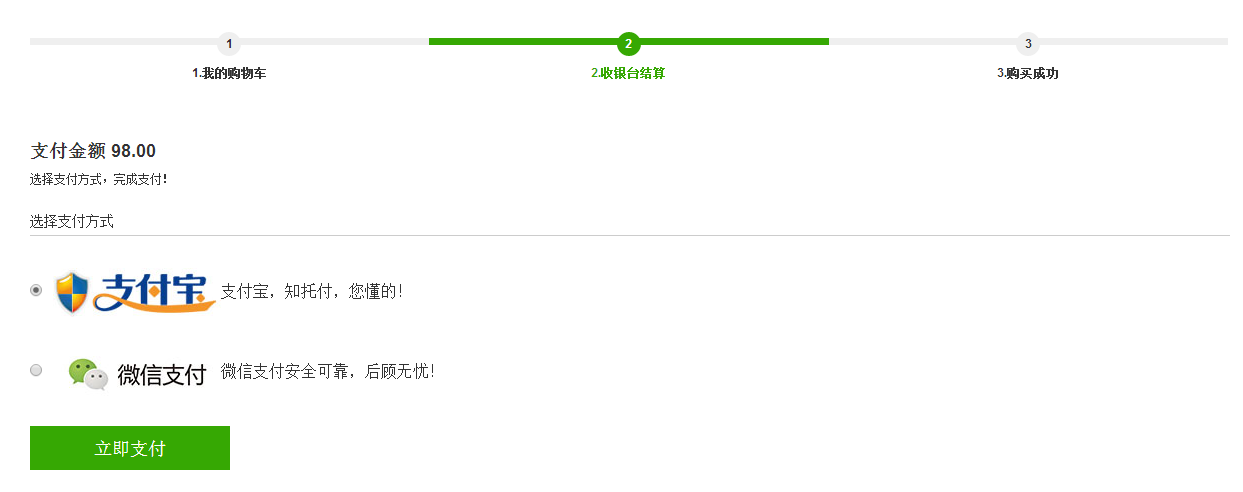 1 2 3
1.我的购物车 2.收银台结算 3.购买成功
支付金额 98.00
选择支付方式，完成支付！
选择支付方式
支付宝 支付宝，知托付，您懂的！
微信支付 微信支付安全可靠，后顾无忧！
立即支付